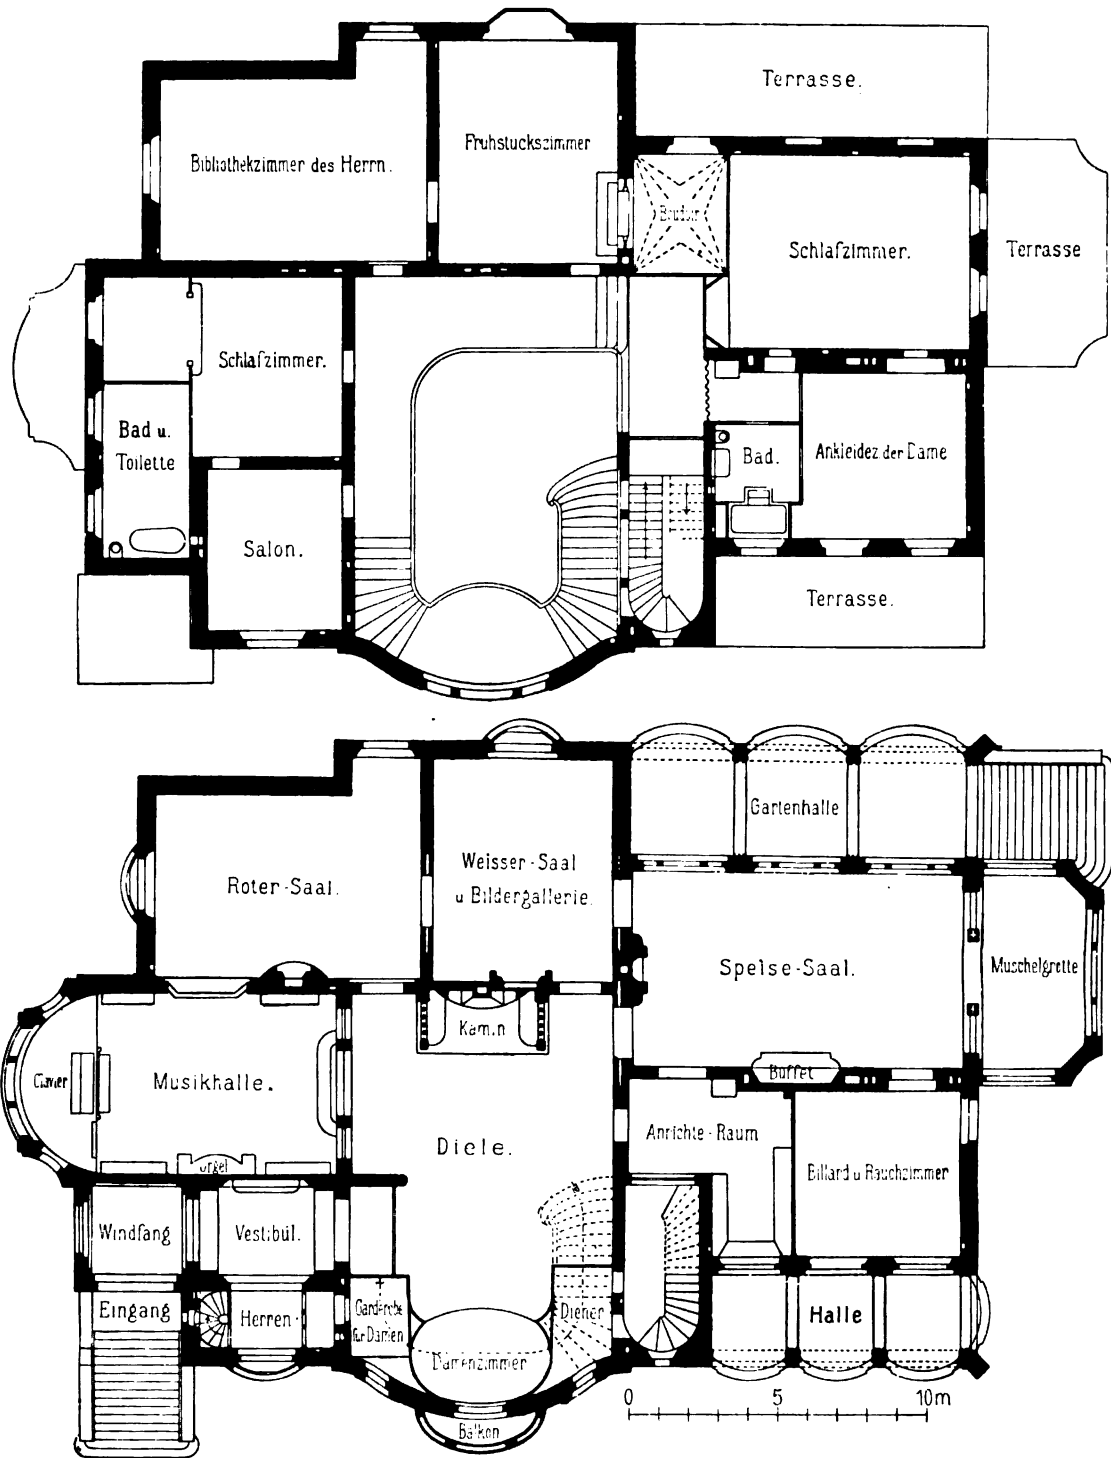 Terrasse.
Frühstückszimmer
Bibliothekzimmer des Herrn.
Schlafzimmer.
Terrasse
Schlafzimmer.
Bad u.
Toilette
Bad.
Ankleidez. der Dame
Salon.
Terrasse.
Gartenhalle
Weisser-Saal
u Bildergallerie.
Roter-Saal.
Speise-Saal.
Muschelgrotte
Kamin
Clavier
Musikhalle.
Buffet
Diele.
Anrichte-Raum
Orgel
Billard u Rauchzimmer
Windfang
Vestibül.
Eingang
Herren
Garderobe
für Damen
Diener
Halle
Damenzimmer
Balkon
0 5 10m